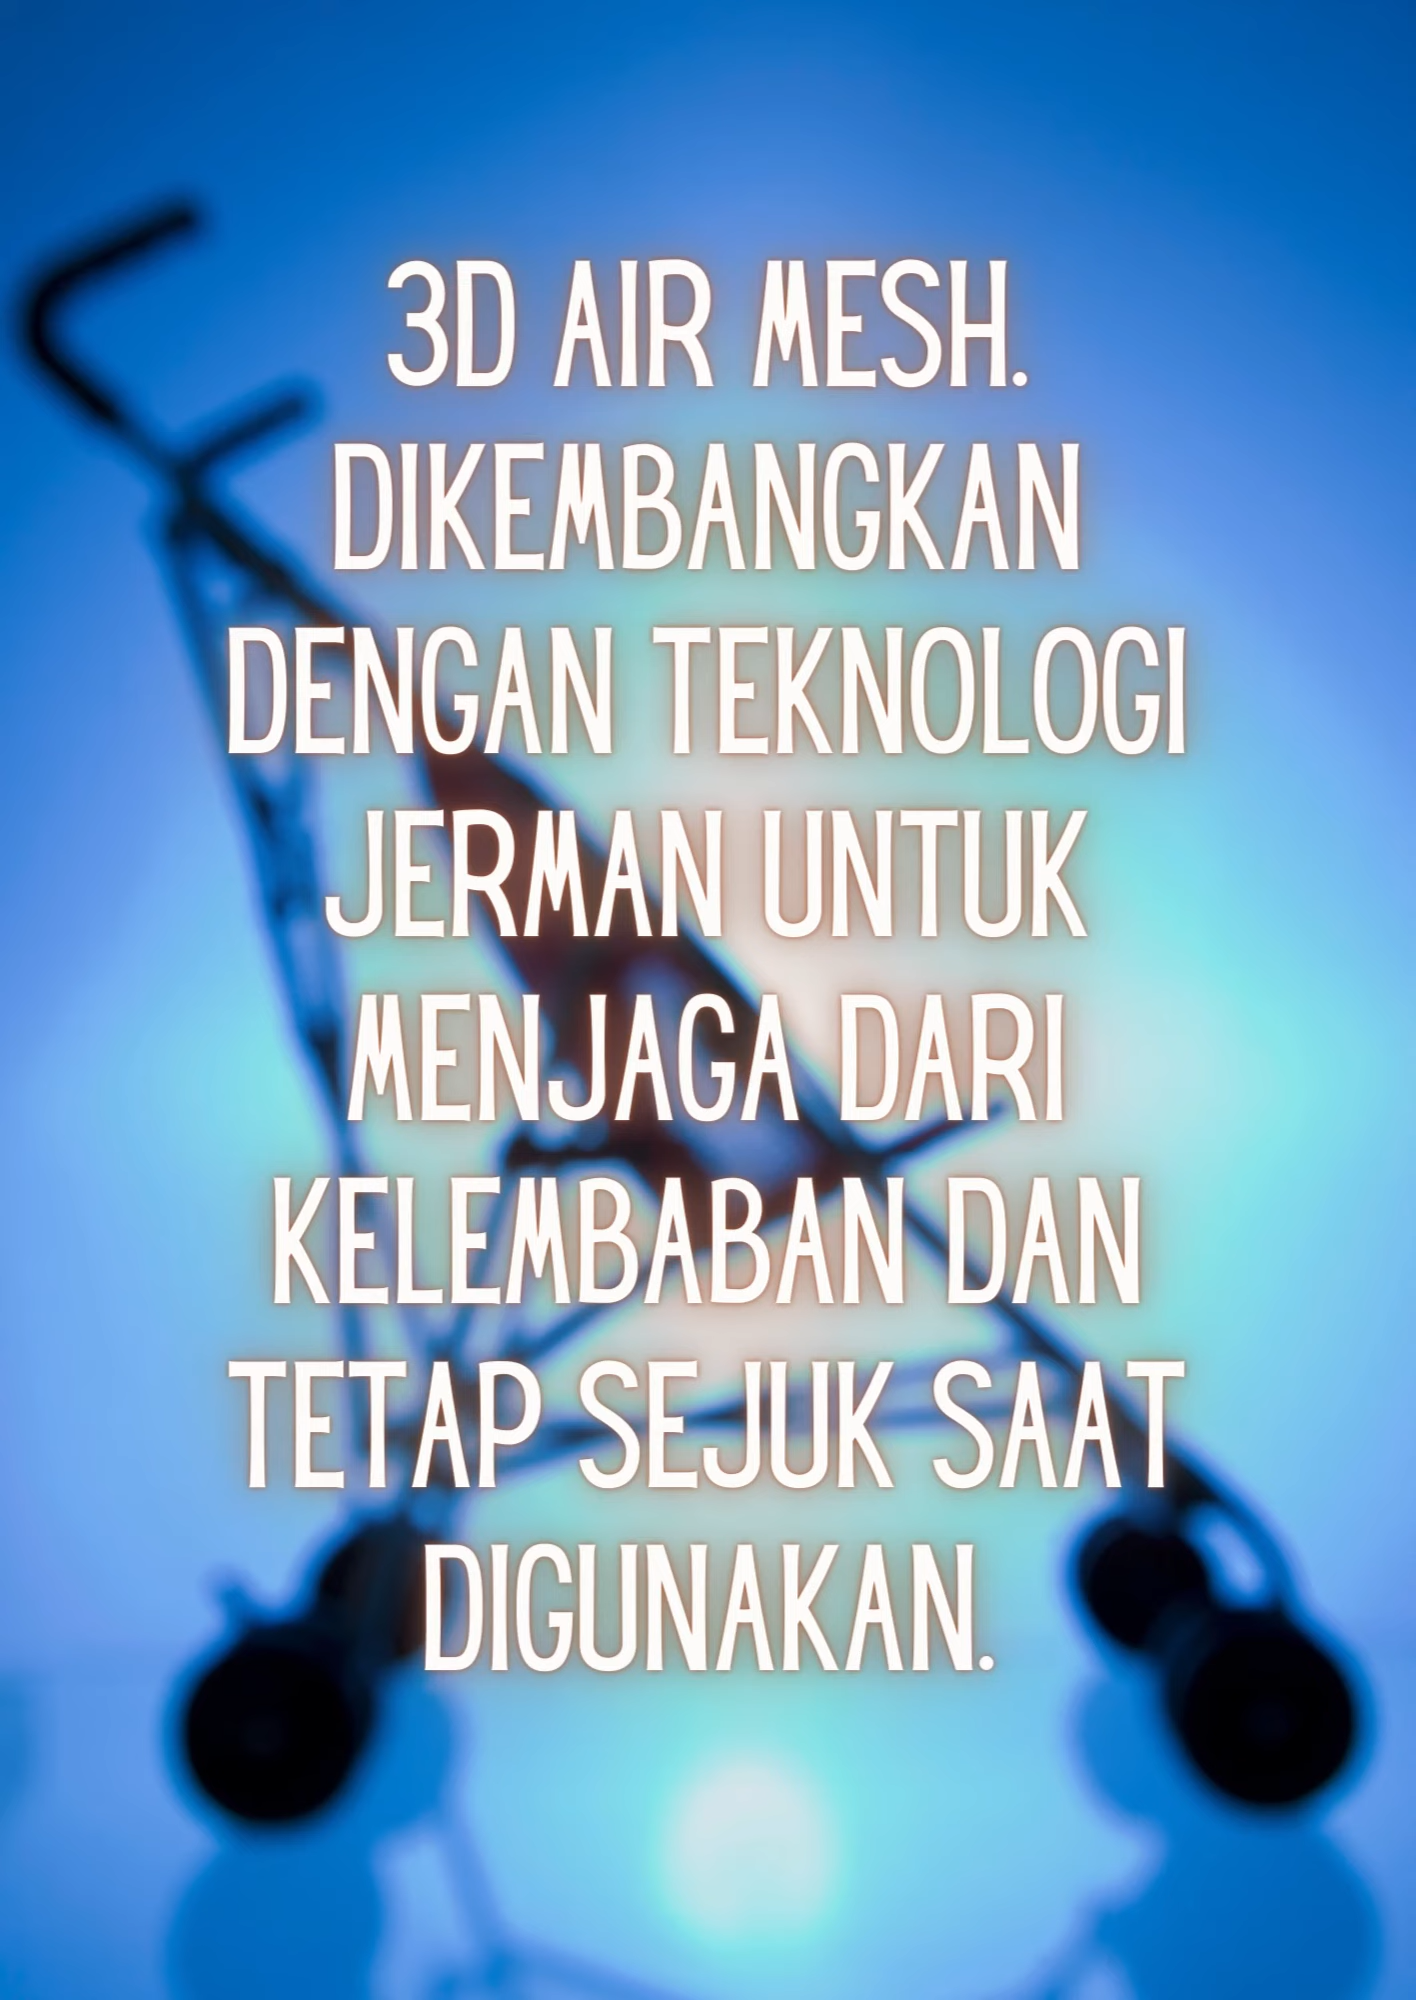 3D AIR MESH.
DIKEMBANGKAN
DENGAN TEKNOLOGI
JERMAN UNTUK
MENJAGA DARI
KELEMBABAN DAN
TETAP SEJUK SAAT
DIGUNAKAN.